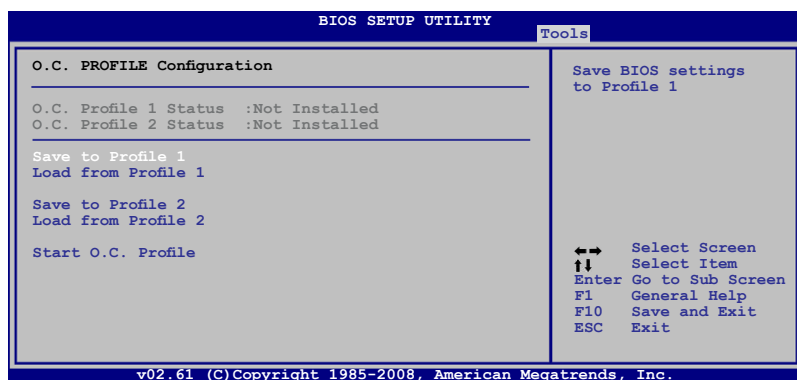 BIOS SETUP UTILITY
Tools
O.C. PROFILE Configuration
O.C. Profile 1 Status :Not Installed
O.C. Profile 2 Status :Not Installed
Save to Profile 1
Load from Profile 1
Save to Profile 2
Load from Profile 2
Start O.C. Profile
Save BIOS settings
to Profile 1
←→ Select Screen
↑↓ Select Item
Enter Go to Sub Screen
F1 General Help
F10 Save and Exit
ESC Exit
v02.61 (C)Copyright 1985-2008, American Megatrends, Inc.